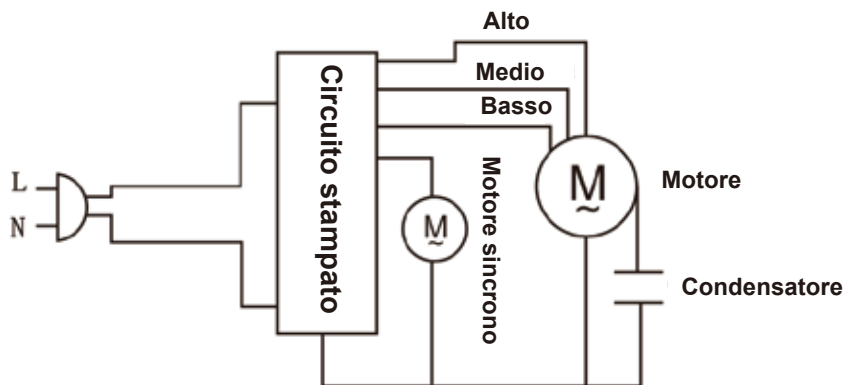 Alto
Medio
Basso
L
N
Circuito stampato
M
~
Motore sincrono
M
~
Motore
Condensatore